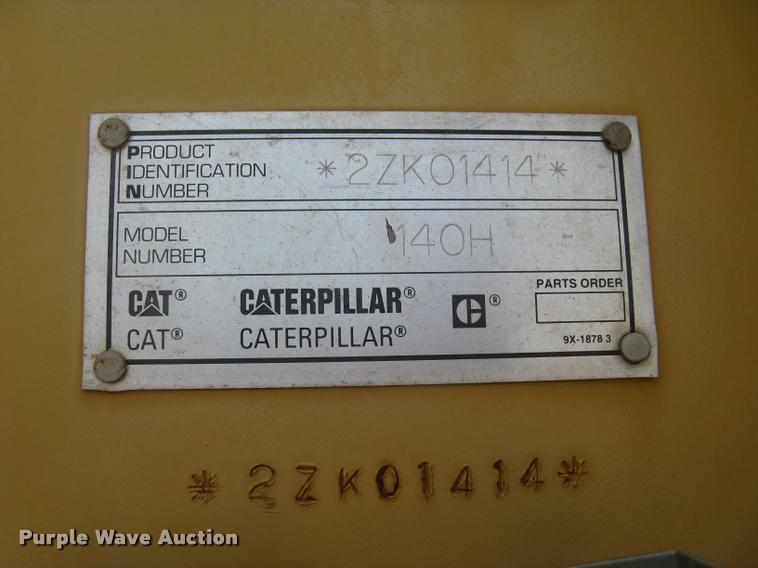 PRODUCT
IDENTIFICATION
NUMBER
*2ZK01414*
MODEL
NUMBER
140H
PARTS ORDER
CAT® CATERPILLAR® ®
CAT® CATERPILLAR®
9X-1878 3
*2ZK01414*
Purple Wave Auction